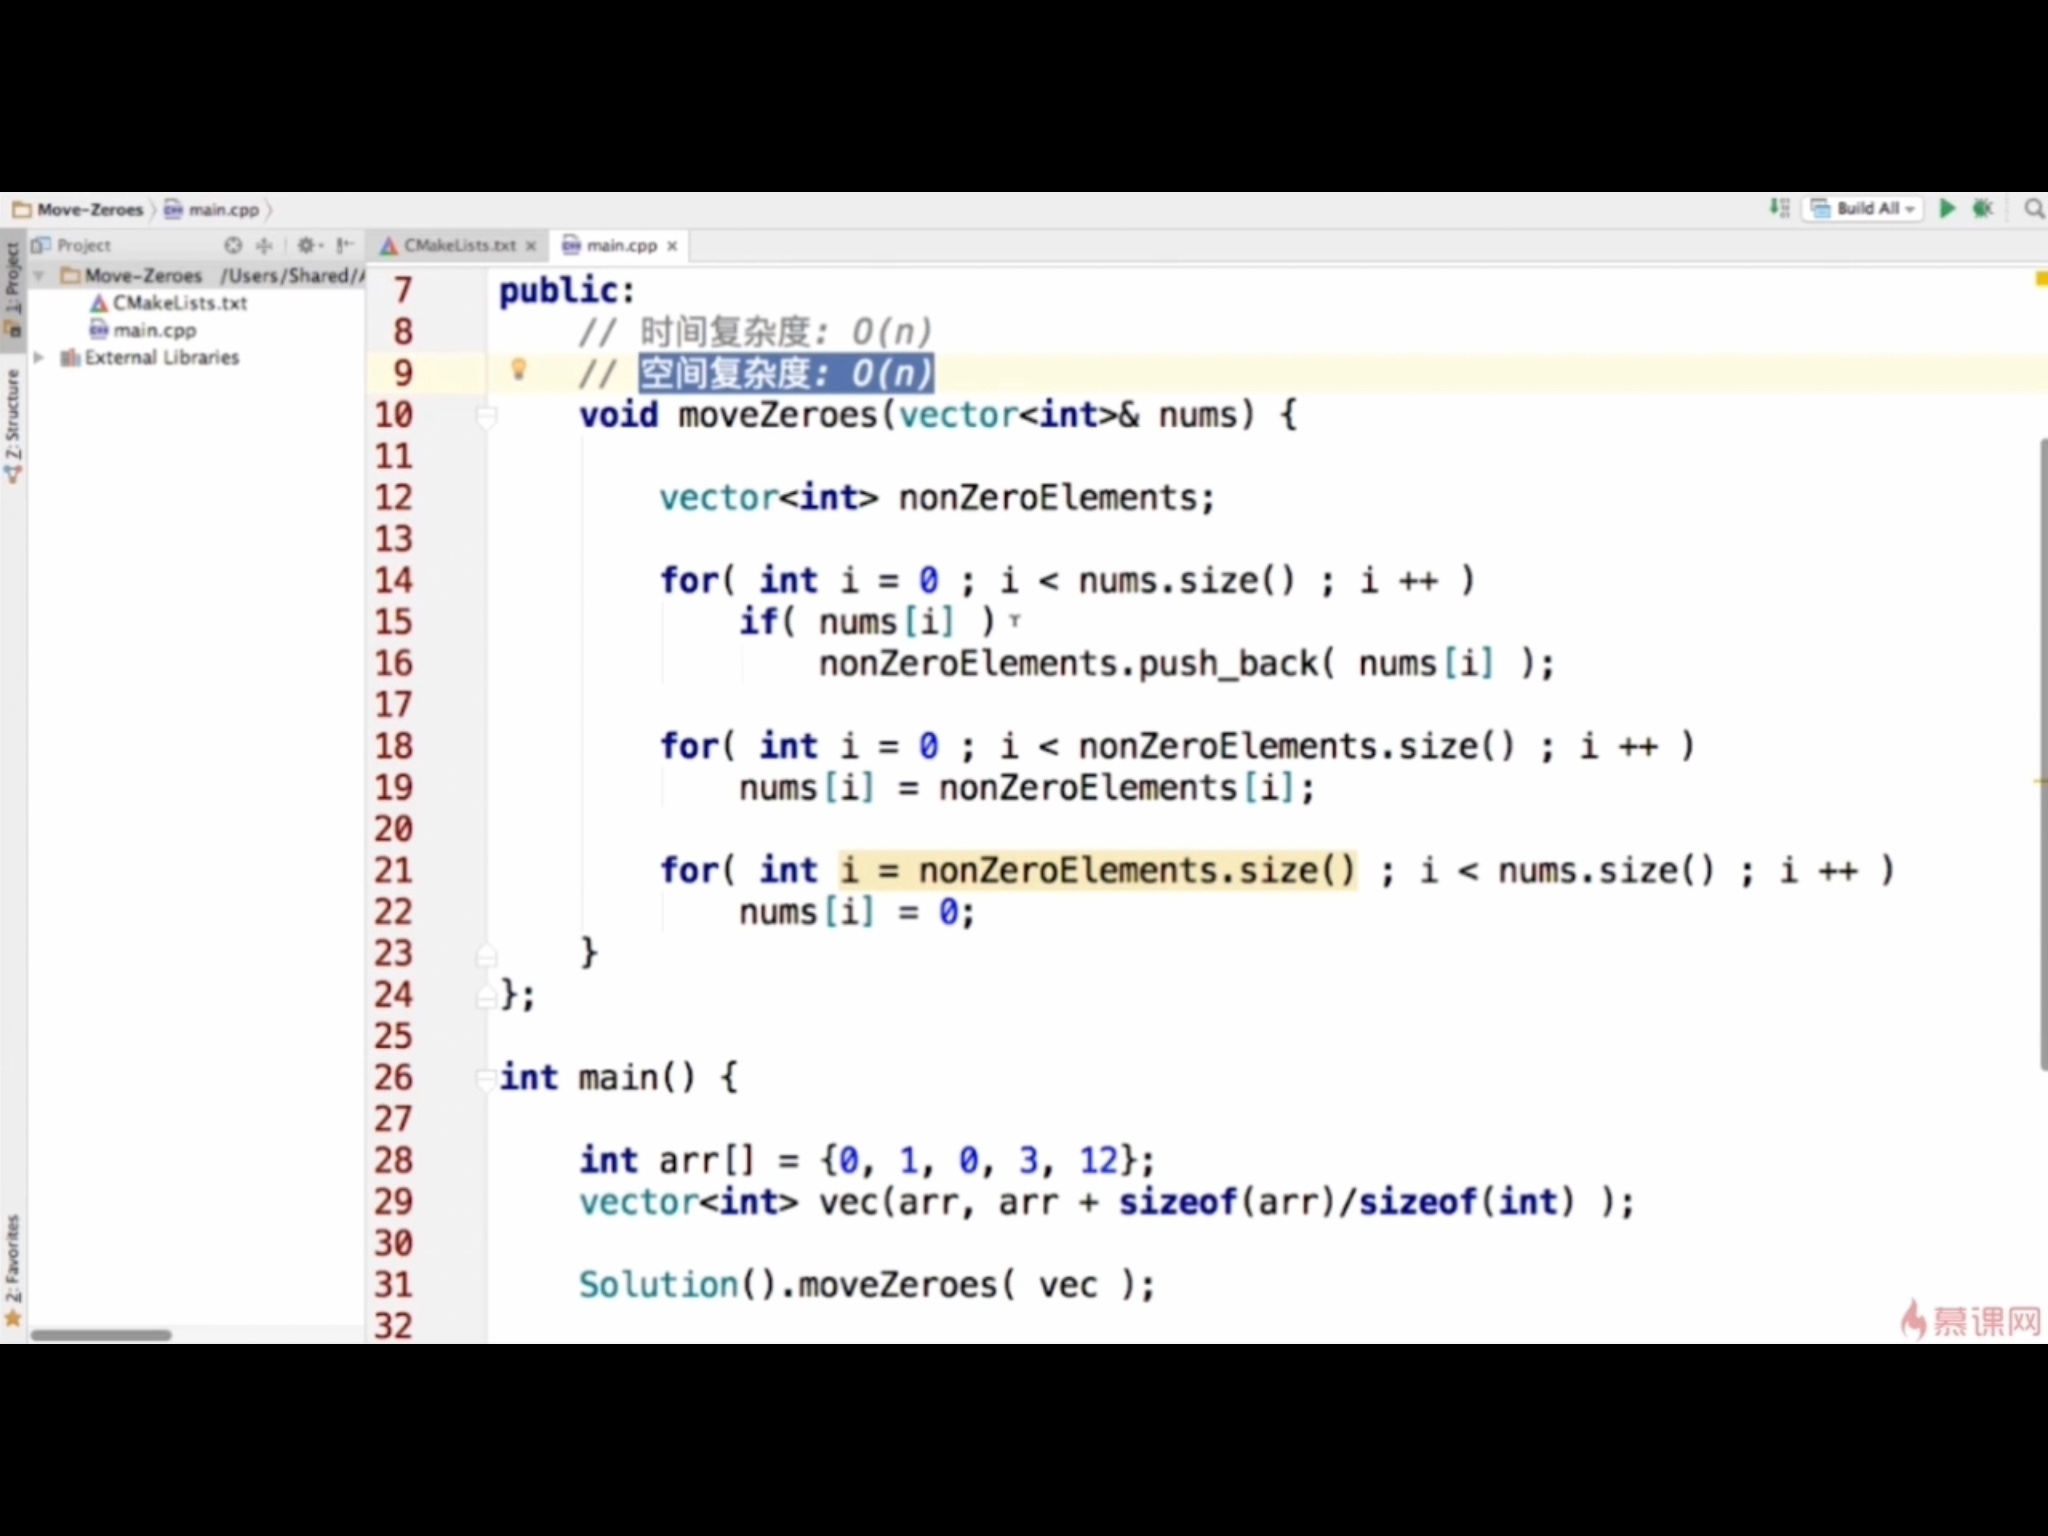 Move-Zeroes
main.cpp
Build All
1: Project
Project
CMakeLists.txt
main.cpp
Move-Zeroes /Users/Shared/
CMakeLists.txt
main.cpp
External Libraries
Z: Structure
2: Favorites
7 public:
8 // 时间复杂度: O(n)
9 // 空间复杂度: O(n)
10 void moveZeroes(vector<int>& nums) {
11
12 vector<int> nonZeroElements;
13
14 for( int i = 0 ; i < nums.size() ; i ++ )
15 if( nums[i] )
16 nonZeroElements.push_back( nums[i] );
17
18 for( int i = 0 ; i < nonZeroElements.size() ; i ++ )
19 nums[i] = nonZeroElements[i];
20
21 for( int i = nonZeroElements.size() ; i < nums.size() ; i ++ )
22 nums[i] = 0;
23 }
24 };
25
26 int main() {
27
28 int arr[] = {0, 1, 0, 3, 12};
29 vector<int> vec(arr, arr + sizeof(arr)/sizeof(int) );
30
31 Solution().moveZeroes( vec );
32
慕课网